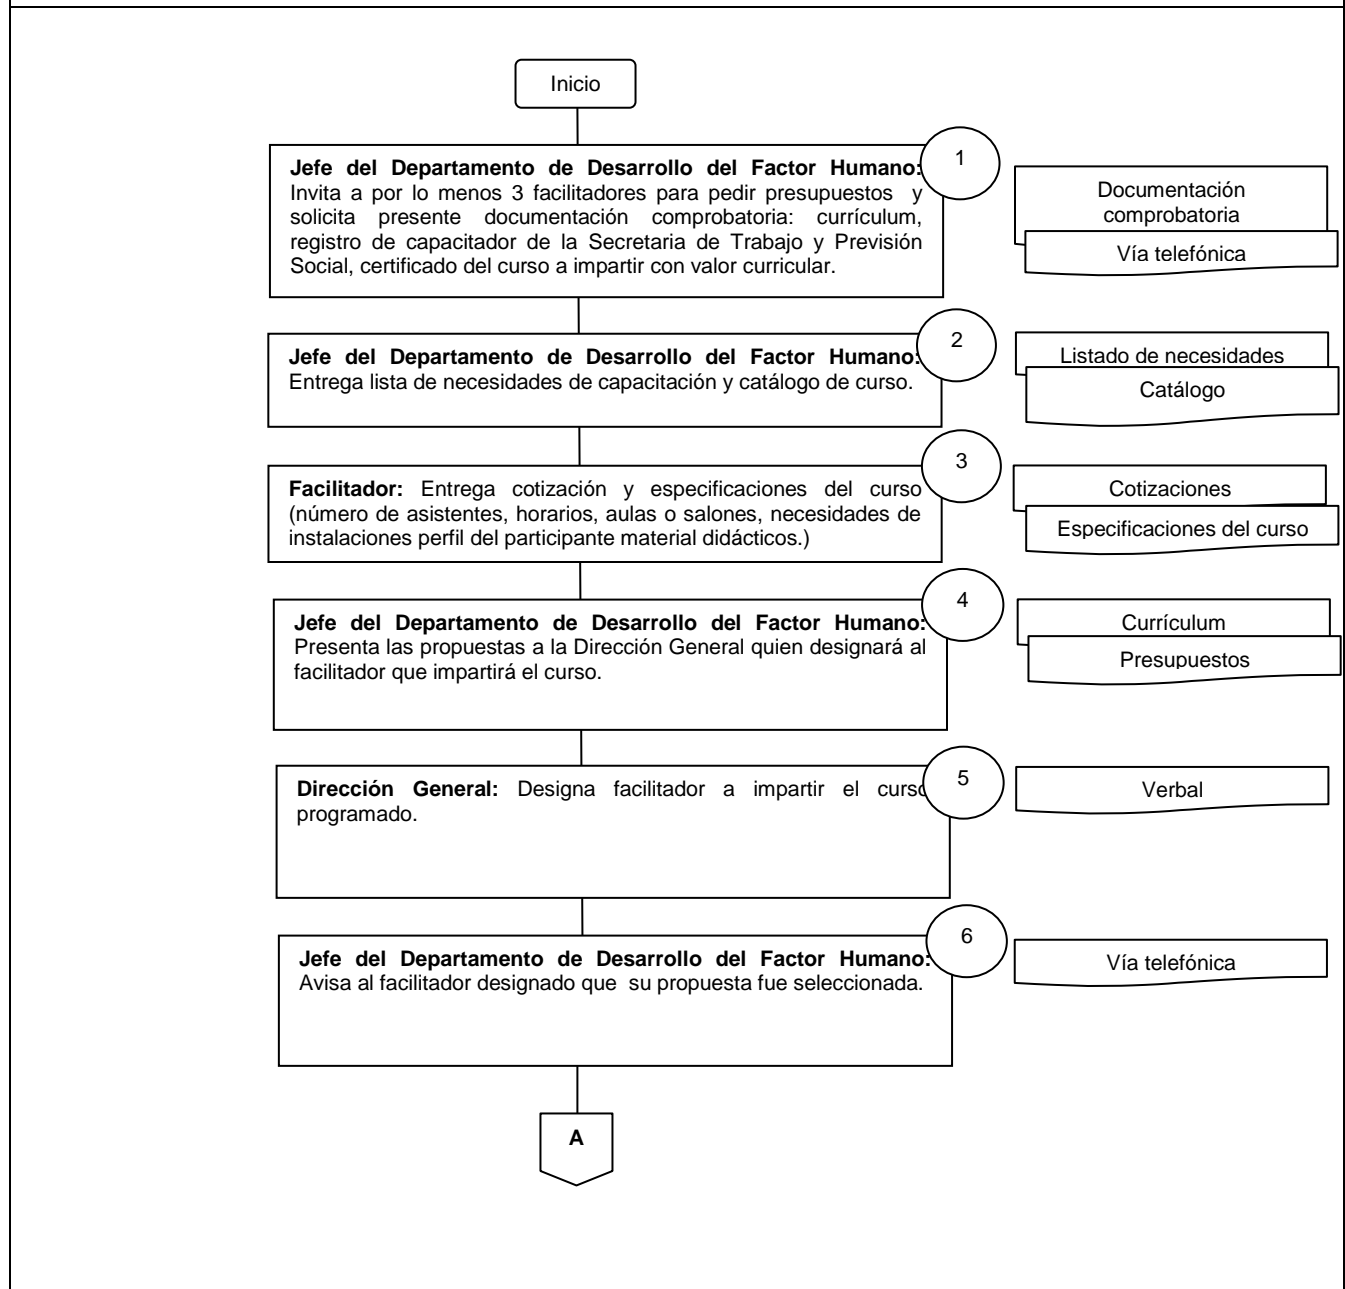 Inicio
1
Jefe del Departamento de Desarrollo del Factor Humano:
Invita a por lo menos 3 facilitadores para pedir presupuestos y
solicita presente documentación comprobatoria: currículum,
registro de capacitador de la Secretaria de Trabajo y Previsión
Social, certificado del curso a impartir con valor curricular.
Documentación
comprobatoria
Vía telefónica
2
Jefe del Departamento de Desarrollo del Factor Humano:
Entrega lista de necesidades de capacitación y catálogo de curso.
Listado de necesidades
Catálogo
3
Facilitador: Entrega cotización y especificaciones del curso
(número de asistentes, horarios, aulas o salones, necesidades de
instalaciones perfil del participante material didácticos.)
Cotizaciones
Especificaciones del curso
4
Jefe del Departamento de Desarrollo del Factor Humano:
Presenta las propuestas a la Dirección General quien designará al
facilitador que impartirá el curso.
Currículum
Presupuestos
5
Dirección General: Designa facilitador a impartir el curso
programado.
Verbal
6
Jefe del Departamento de Desarrollo del Factor Humano:
Avisa al facilitador designado que su propuesta fue seleccionada.
Vía telefónica
A